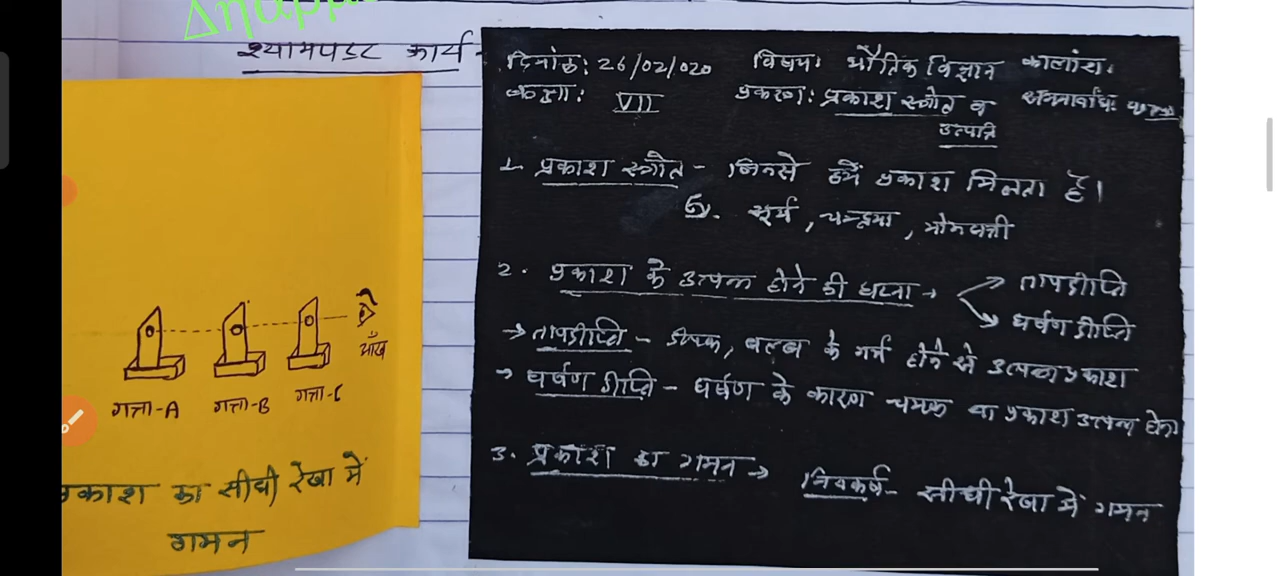 श्यामपट्ट कार्य -
दिनांक: 26/02/020 विषय: भौतिक विज्ञान कालांश:
कक्षा: VII प्रकरण: प्रकाश स्त्रोत व
उत्पत्ति
1. प्रकाश स्त्रोत - जिनसे हमें प्रकाश मिलता है।
सूर्य, चन्द्रमा, मोमबत्ती
2. प्रकाश के उत्पन्न होने की घटना →
तापदीप्ति
घर्षण दीप्ति
→ तापदीप्ति - दीपक, बल्ब के गर्म होने से उत्पन्न प्रकाश
→ घर्षण दीप्ति - घर्षण के कारण चमक वा प्रकाश उत्पन्न होना
3. प्रकाश का गमन → निष्कर्ष - सीधी रेखा में गमन
आँख
गत्ता-A गत्ता-B गत्ता-C
प्रकाश का सीधी रेखा में
गमन